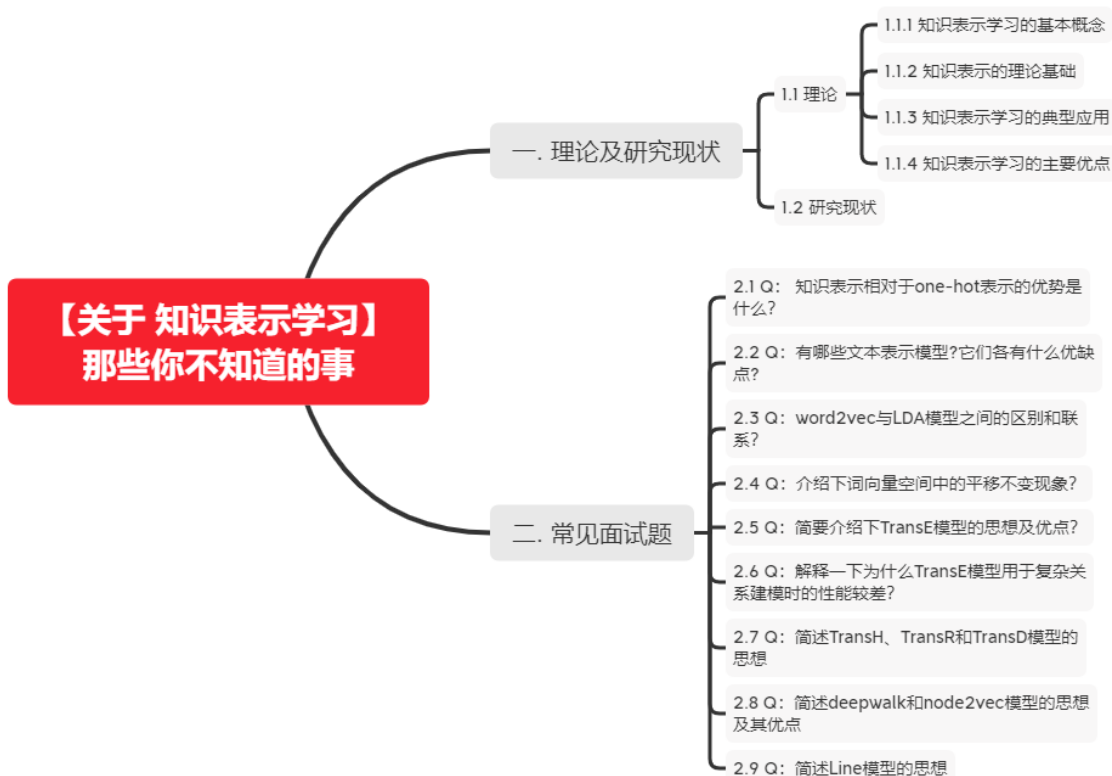 【关于 知识表示学习】
那些你不知道的事
一. 理论及研究现状
1.1 理论
1.1.1 知识表示学习的基本概念
1.1.2 知识表示的理论基础
1.1.3 知识表示学习的典型应用
1.1.4 知识表示学习的主要优点
1.2 研究现状
二. 常见面试题
2.1 Q： 知识表示相对于one-hot表示的优势是
什么?
2.2 Q：有哪些文本表示模型?它们各有什么优缺
点?
2.3 Q：word2vec与LDA模型之间的区别和联
系?
2.4 Q：介绍下词向量空间中的平移不变现象?
2.5 Q：简要介绍下TransE模型的思想及优点?
2.6 Q：解释一下为什么TransE模型用于复杂关
系建模时的性能较差?
2.7 Q：简述TransH、TransR和TransD模型的
思想
2.8 Q：简述deepwalk和node2vec模型的思想
及其优点
2.9 Q：简述Line模型的思想